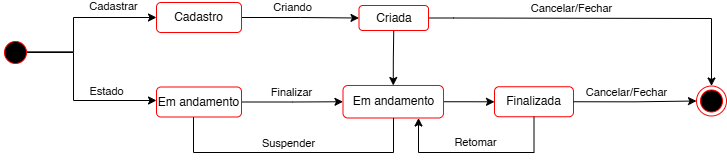 Cadastrar
Cadastro
Criando
Criada
Cancelar/Fechar
Estado
Em andamento
Finalizar
Em andamento
Finalizada
Cancelar/Fechar
Suspender
Retomar